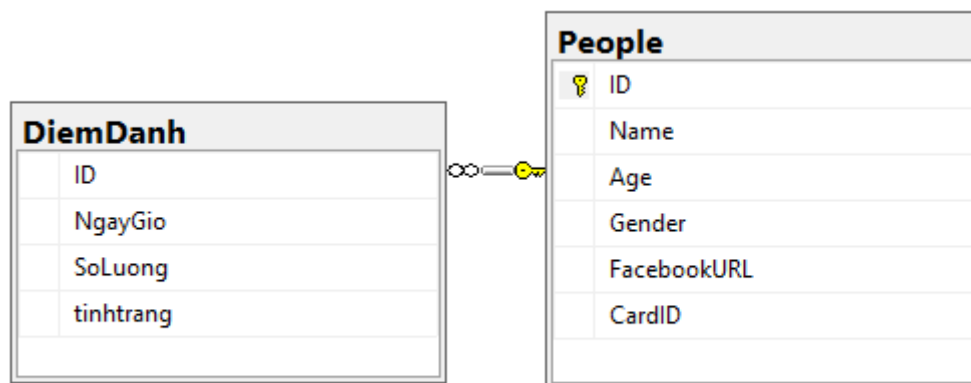 DiemDanh
ID
NgayGio
SoLuong
tinhtrang
People
ID
Name
Age
Gender
FacebookURL
CardID